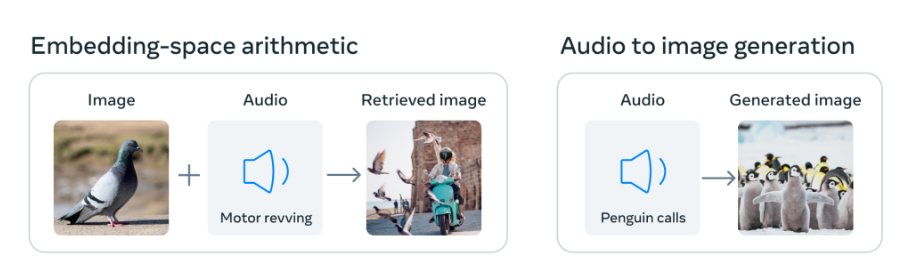 Embedding-space arithmetic
Image
Audio
Retrieved image
Motor revving
Audio to image generation
Audio
Generated image
Penguin calls